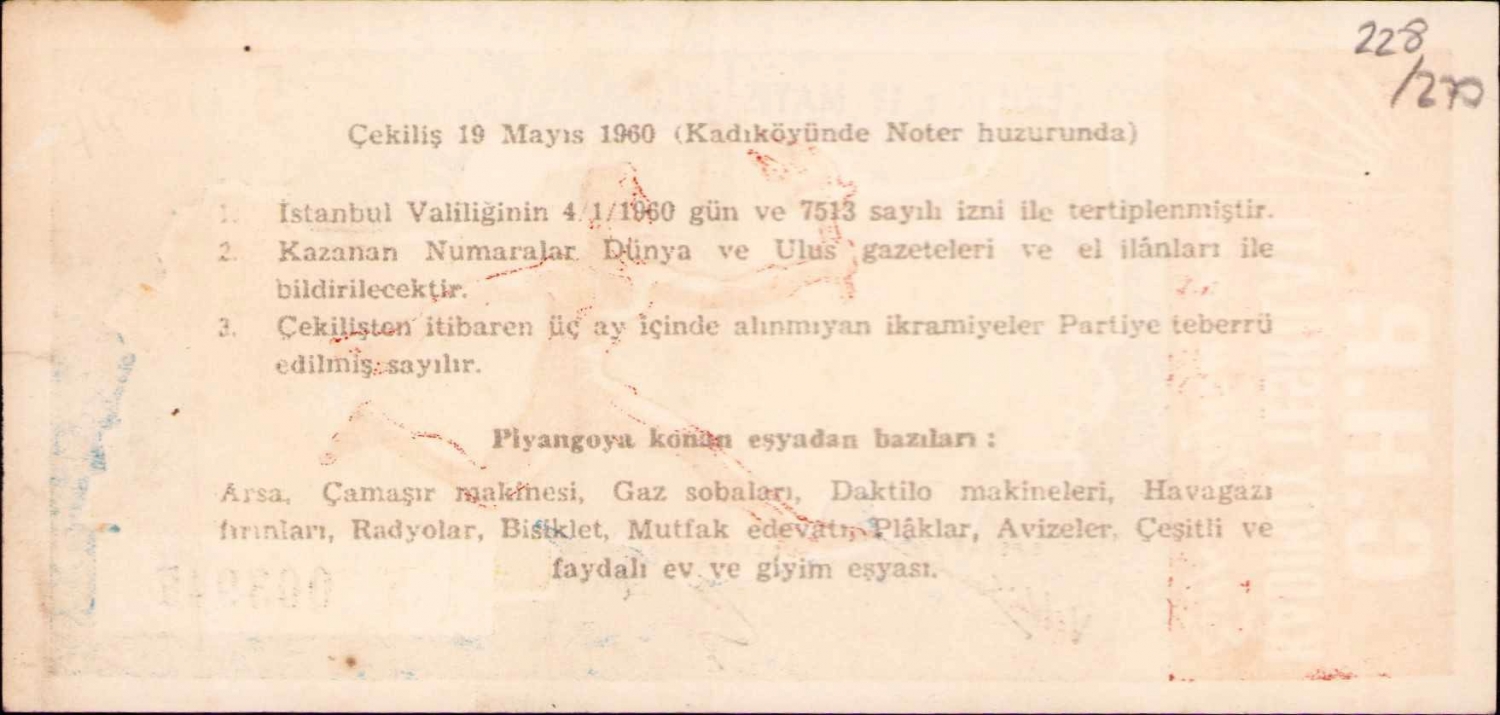 228
/270
Çekiliş 19 Mayıs 1960 (Kadıköyünde Noter huzurunda)
1. İstanbul Valiliğinin 4/1/1960 gün ve 7513 sayılı izni ile tertiplenmiştir.
2. Kazanan Numaralar Dünya ve Ulus gazeteleri ve el ilânları ile
bildirilecektir.
3. Çekilişten itibaren üç ay içinde alınmıyan ikramiyeler Partiye teberrü
edilmiş sayılır.
Piyangoya konan eşyadan bazıları :
Arsa, Çamaşır makinesi, Gaz sobaları, Daktilo makineleri, Havagazı
fırınları, Radyolar, Bisiklet, Mutfak edevatı, Plâklar, Avizeler, Çeşitli ve
faydalı ev ve giyim eşyası.